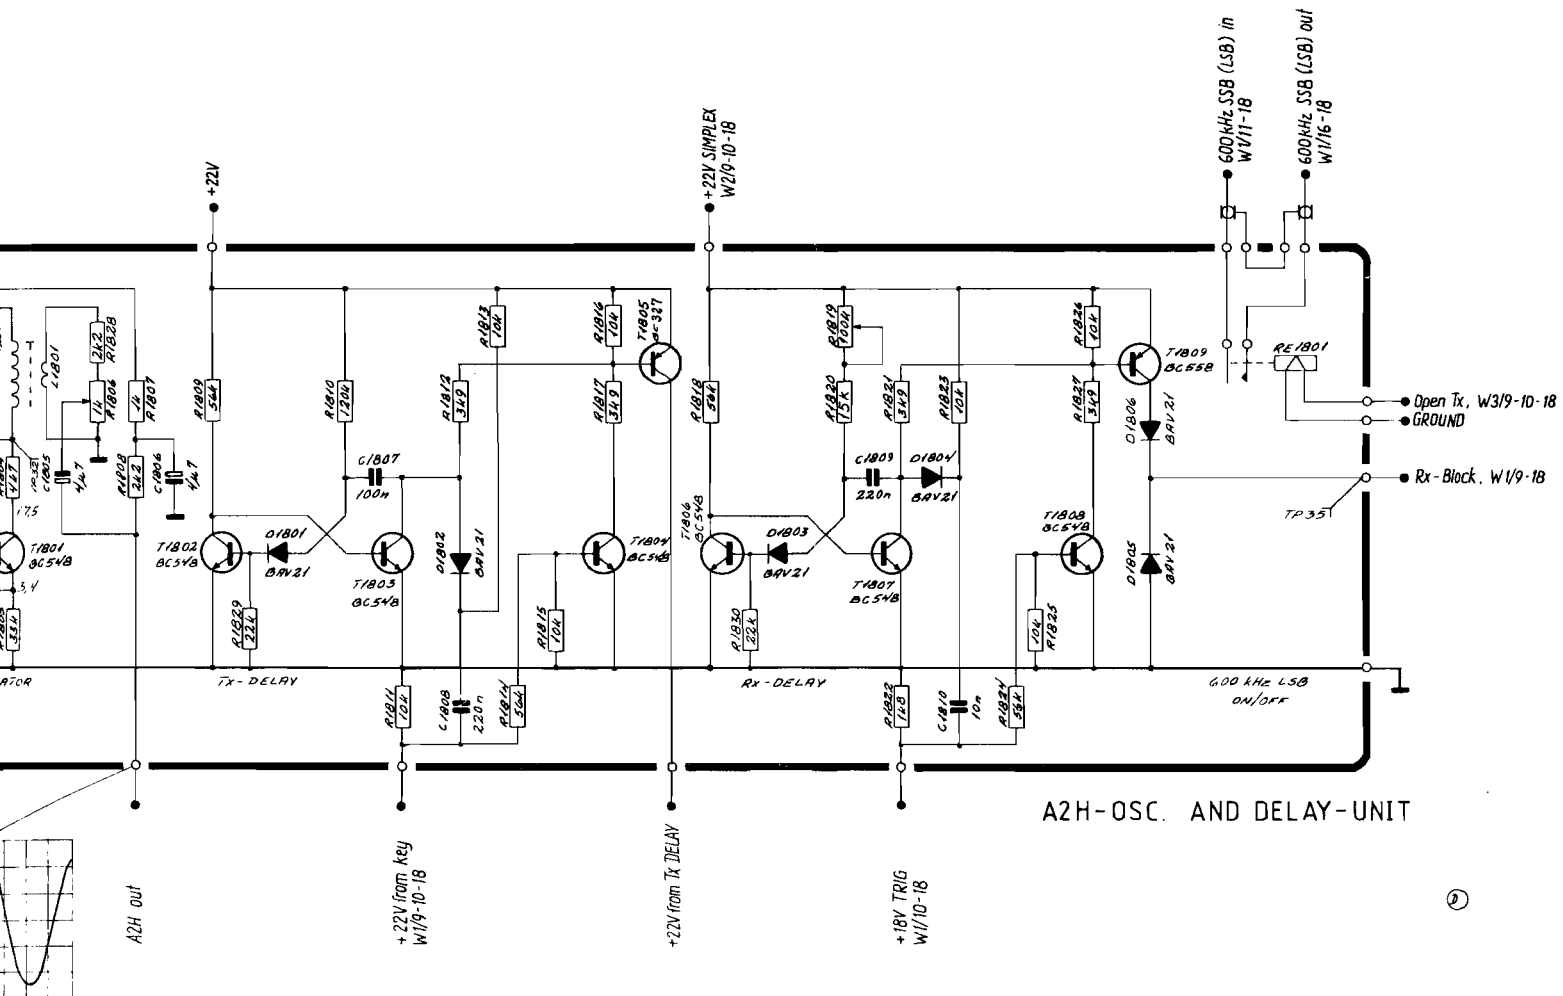 600kHz SSB (LSB) in
W1/11-18
600kHz SSB (LSB) out
W1/16-18
+22V
+22V SIMPLEX
W2/9-10-18
L1801
2k2
R1828
1k
R1806
1k
R1807
R1808
2k2
C1805
4μ7
C1806
4μ7
4k7
17,5
T1801
BC548
3,4
33k
R1809
56k
R1810
120k
C1807
100n
R1812
3k9
R1813
10k
R1816
10k
T1805
BC327
R1817
3k9
T1802
BC548
D1801
BAV21
T1803
BC548
D1802
BAV21
T1804
BC548
R1829
22k
R1815
10k
TX-DELAY
R1811
10k
C1808
220n
R1814
56k
R1818
56k
R1819
100k
R1820
15k
R1821
3k9
R1823
10k
C1809
220n
D1804
BAV21
T1806
BC548
D1803
BAV21
T1807
BC548
R1830
22k
RX-DELAY
R1822
1k8
C1810
10n
R1824
56k
R1826
10k
R1827
3k9
T1809
BC558
D1806
BAV21
T1808
BC548
D1805
BAV21
10k
R1825
RE1801
Open Tx, W3/9-10-18
GROUND
Rx-Block, W1/9-18
TP35
600 kHz LSB
ON/OFF
ATOR
A2H-OSC. AND DELAY-UNIT
A2H out
+22V from key
W1/9-10-18
+22V from Tx DELAY
+18V TRIG
W1/10-18
D